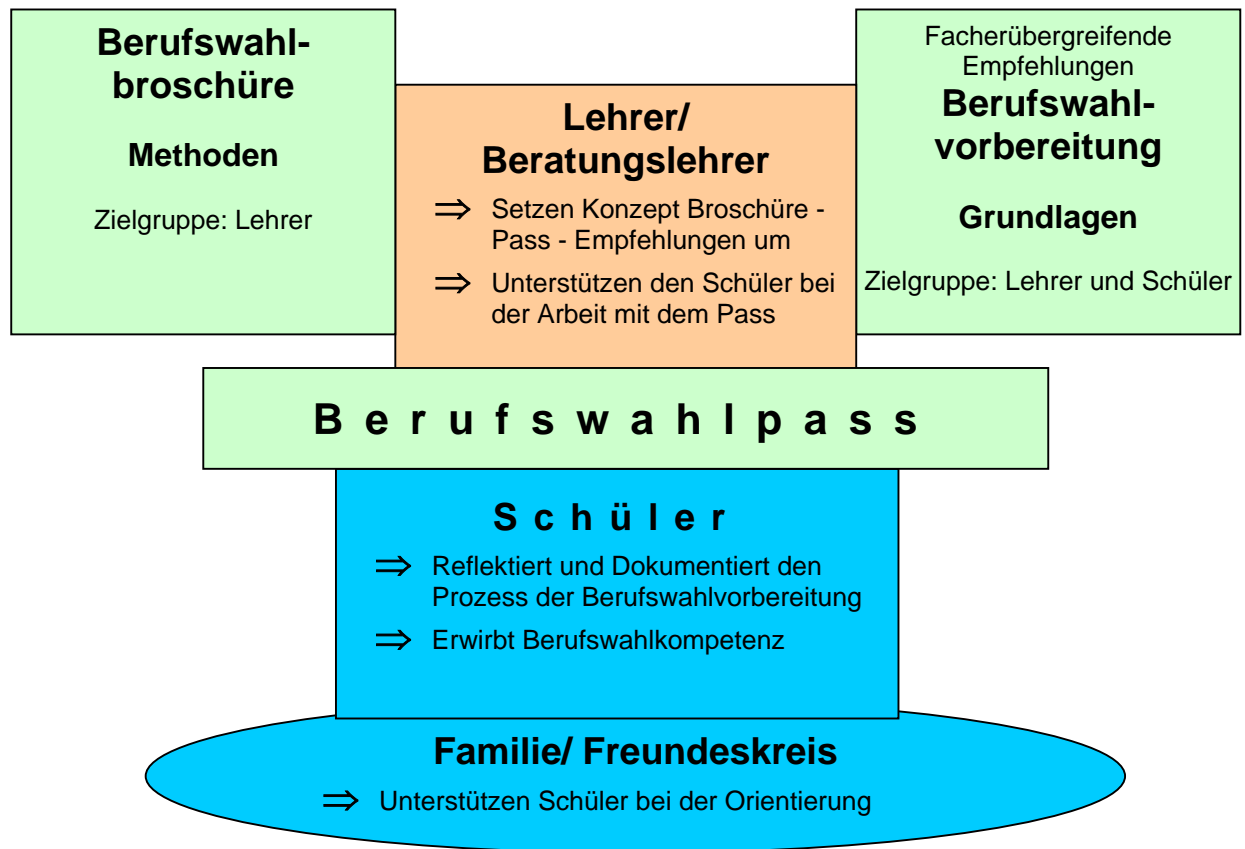 Berufswahl-
broschüre
Methoden
Zielgruppe: Lehrer
Lehrer/
Beratungslehrer
⇒ Setzen Konzept Broschüre -
Pass - Empfehlungen um
⇒ Unterstützen den Schüler bei
der Arbeit mit dem Pass
Facherübergreifende
Empfehlungen
Berufswahl-
vorbereitung
Grundlagen
Zielgruppe: Lehrer und Schüler
B e r u f s w a h l p a s s
S c h ü l e r
⇒ Reflektiert und Dokumentiert den
Prozess der Berufswahlvorbereitung
⇒ Erwirbt Berufswahlkompetenz
Familie/ Freundeskreis
⇒ Unterstützen Schüler bei der Orientierung